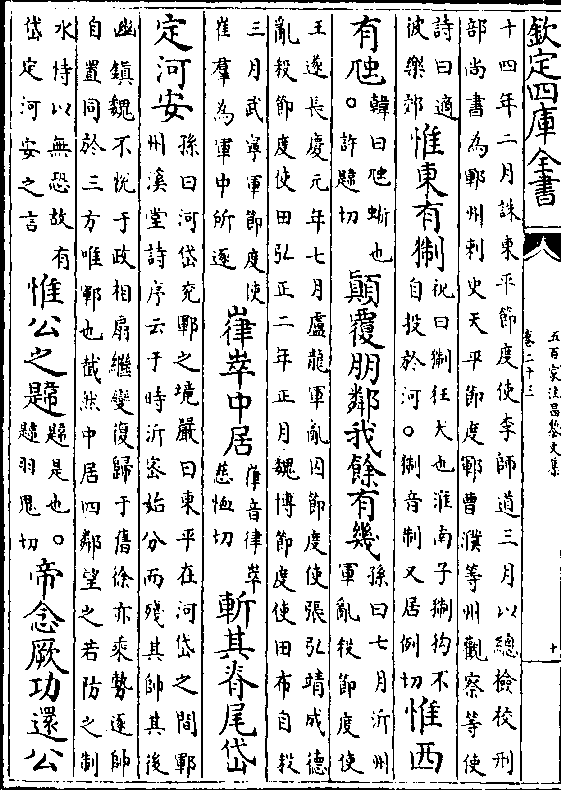 欽定四庫全書
五百家注昌黎文集
卷二十三
十
十四年二月誅東平節度使李師道三月以總檢校刑
部尚書為鄆州刺史天平節度鄆曹濮等州觀察等使
詩曰適
彼樂郊
惟東有猘
祝曰猘狂犬也淮南子猘狗不
自投於河○猘音制又居例切
惟西
有虺
韓曰虺蜥也
○許韙切
顛覆朋鄰我餘有幾
孫曰七月沂州
軍亂殺節度使
王遂長慶元年七月盧龍軍亂囚節度使張弘靖成德
亂殺節度使田弘正二年正月魏博節度使田布自殺
三月武寧軍節度使
崔羣為軍中所逐
嵂崒中居
嵂音律崒
慈恤切
斬其脊尾岱
定河安
孫曰河岱兖鄆之境嚴曰東平在河岱之間鄆
州溪堂詩序云于時沂密始分而殘其帥其後
幽鎮魏不悅于政相扇繼變復歸于舊徐亦乘勢逐帥
自置同於三方唯鄆也截然中居四鄰望之若防之制
水恃以無恐故有
岱定河安之言
惟公之韙
韙是也○
韙羽鬼切
帝念厥功還公